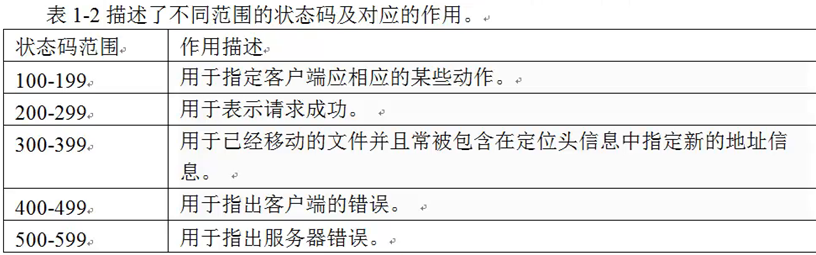 表 1-2 描述了不同范围的状态码及对应的作用。
状态码范围 作用描述
100-199 用于指定客户端应相应的某些动作。
200-299 用于表示请求成功。
300-399 用于已经移动的文件并且常被包含在定位头信息中指定新的地址信
息。
400-499 用于指出客户端的错误。
500-599 用于指出服务器错误。